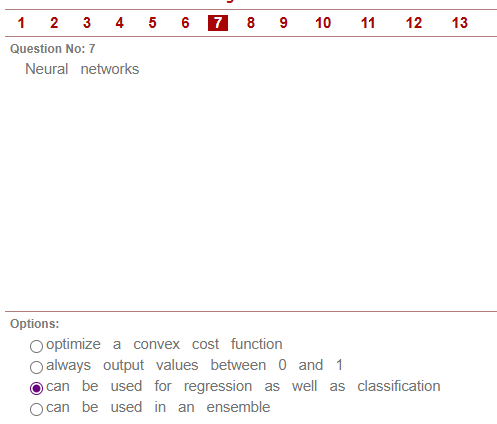 1 2 3 4 5 6 7 8 9 10 11 12 13
Question No: 7
Neural networks
Options:
optimize a convex cost function
always output values between 0 and 1
can be used for regression as well as classification
can be used in an ensemble